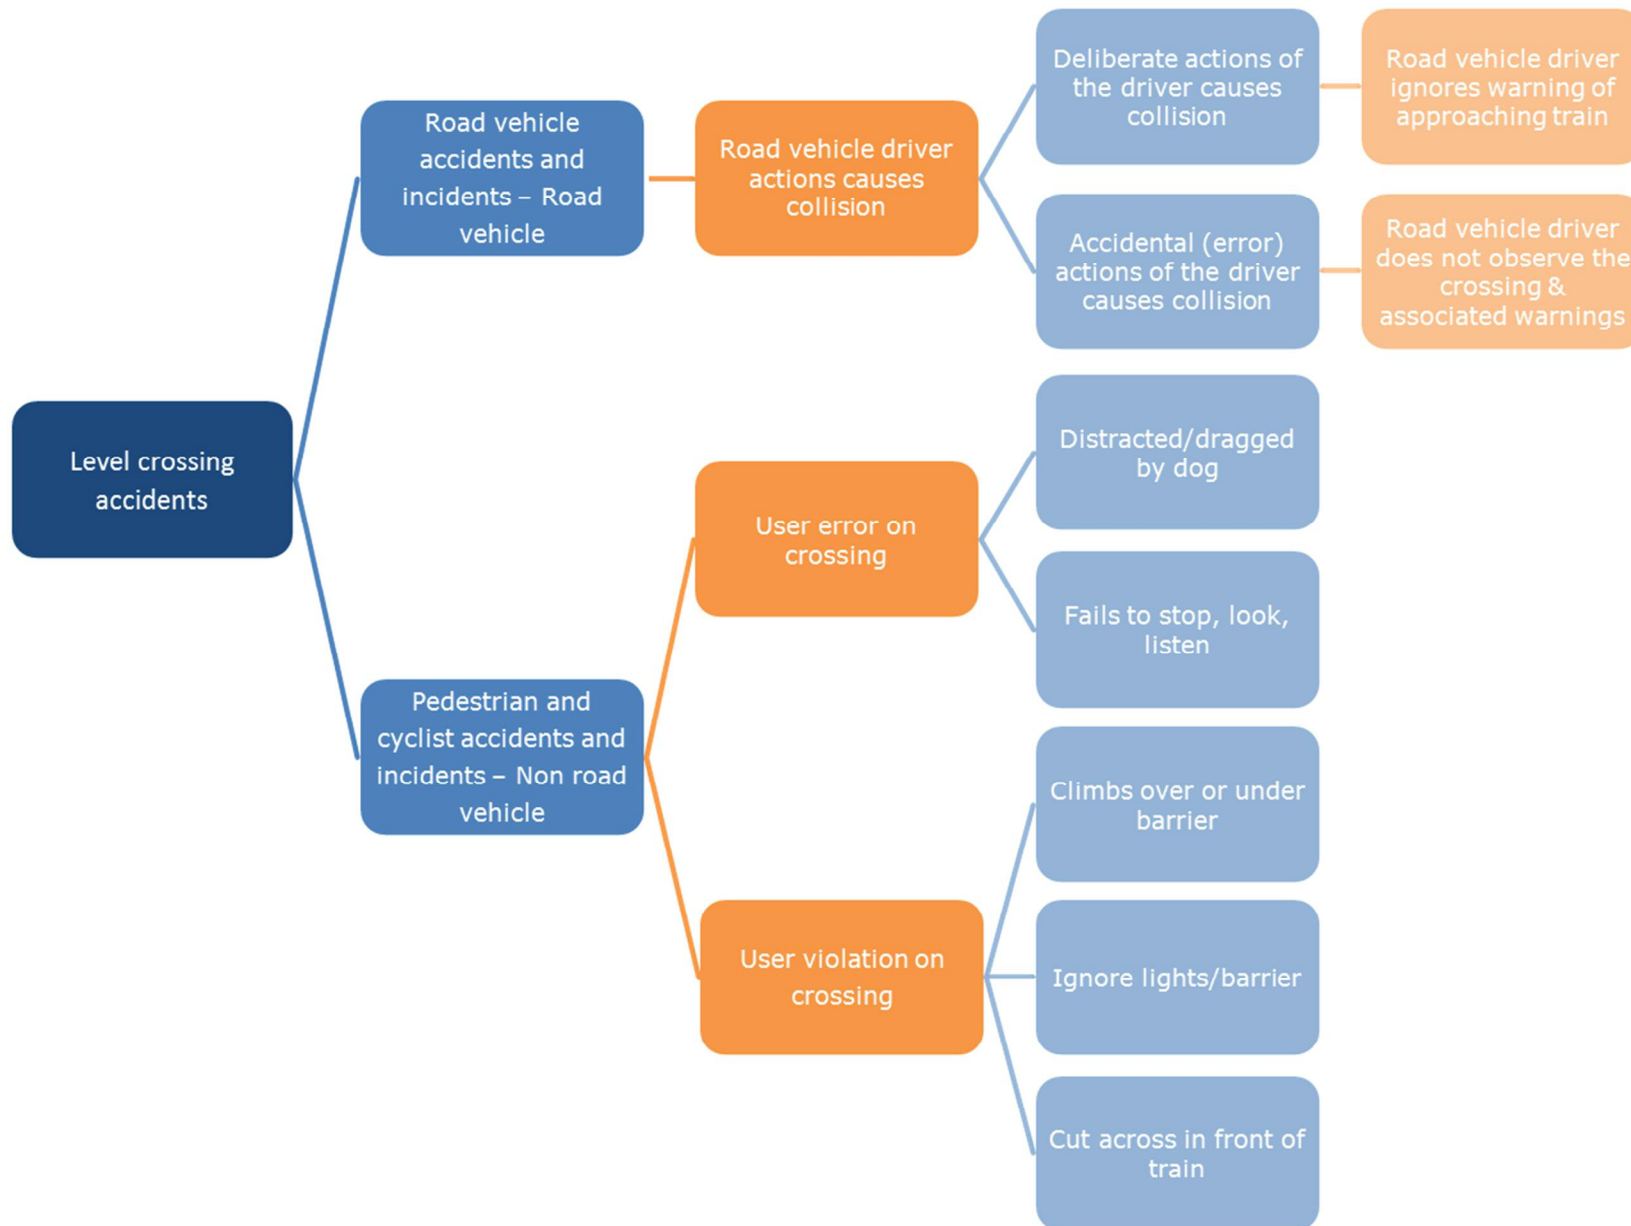 Level crossing
accidents
Road vehicle
accidents and
incidents – Road
vehicle
Road vehicle driver
actions causes
collision
Deliberate actions of
the driver causes
collision
Road vehicle driver
ignores warning of
approaching train
Accidental (error)
actions of the driver
causes collision
Road vehicle driver
does not observe the
crossing &
associated warnings
Pedestrian and
cyclist accidents and
incidents – Non road
vehicle
User error on
crossing
Distracted/dragged
by dog
Fails to stop, look,
listen
User violation on
crossing
Climbs over or under
barrier
Ignore lights/barrier
Cut across in front of
train